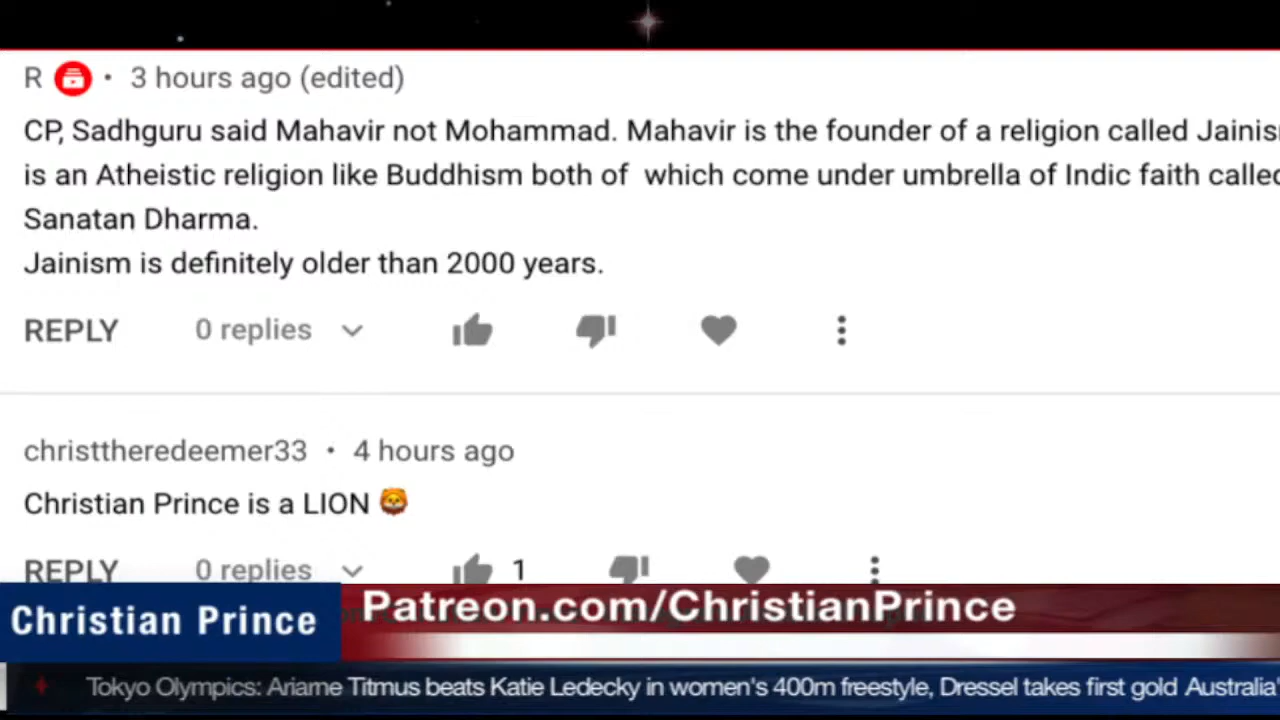 R • 3 hours ago (edited)
CP, Sadhguru said Mahavir not Mohammad. Mahavir is the founder of a religion called
is an Atheistic religion like Buddhism both of which come under umbrella of Indic faith
Sanatan Dharma.
Jainism is definitely older than 2000 years.
REPLY 0 replies
christtheredeemer33 • 4 hours ago
Christian Prince is a LION 🦁
REPLY 0 replies 1
Patreon.com/ChristianPrince
Christian Prince
Tokyo Olympics: Ariarne Titmus beats Katie Ledecky in women's 400m freestyle, Dressel takes first gold